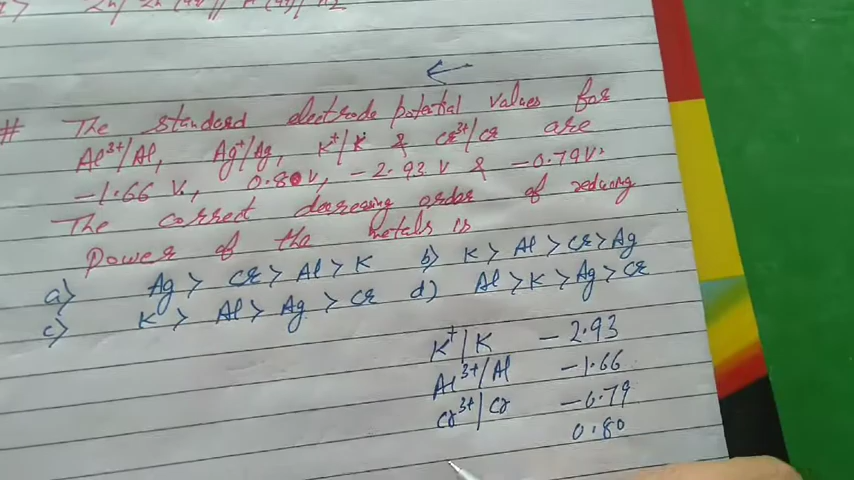 # The standard electrode potential values for
Al³⁺/Al, Ag⁺/Ag, K⁺/K & Cr³⁺/Cr are
-1.66 V, 0.80V, -2.93 V & -0.79V.
The correct decreasing order of reducing
Power of the metals is
a) Ag > Cr > Al > K b) K > Al > Cr > Ag
c) K > Al > Ag > Cr d) Al > K > Ag > Cr
K⁺/K -2.93
Al³⁺/Al -1.66
Cr³⁺/Cr -0.79
0.80